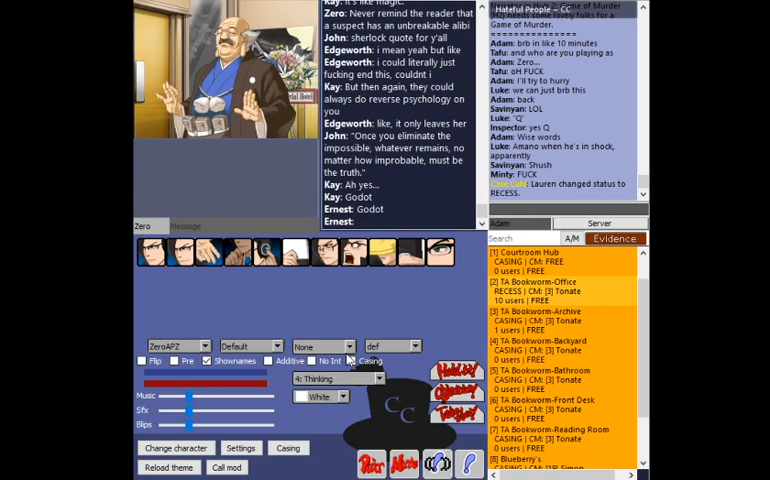 Kay: It's like magic.
Zero: Never remind the reader that
a suspect has an unbreakable alibi
John: sherlock quote for y'all
Edgeworth: i mean yeah but like
Edgeworth: i could literally just
fucking end this, couldnt i
Kay: But then again, they could
always do reverse psychology on
you
Edgeworth: like, it only leaves her
John: "Once you eliminate the
impossible, whatever remains, no
matter how improbable, must be
the truth."
Kay: Ah yes...
Kay: Godot
Ernest: Godot
Ernest:
Hateful People ~ CC
needs some lovely folks for a
Game of Murder.
===============
Adam: brb in like 10 minutes
Tafu: and who are you playing as
Adam: Zero...
Tafu: oH FUCK
Adam: I'll try to hurry
Luke: we can just brb this
Adam: back
Savinyan: LOL
Luke: 'Q'
Inspector: yes Q
Adam: Wise words
Luke: Amano when he's in shock,
apparently
Savinyan: Shush
Minty: FUCK
Case Café: Lauren changed status to
RECESS.
Zero
Message
Adam
Server
Search
A/M
Evidence
[1] Courtroom Hub
CASING | CM: FREE
0 users | FREE
[2] TA Bookworm-Office
RECESS | CM: [3] Tonate
10 users | FREE
[3] TA Bookworm-Archive
CASING | CM: [3] Tonate
1 users | FREE
[4] TA Bookworm-Backyard
CASING | CM: [3] Tonate
0 users | FREE
[5] TA Bookworm-Bathroom
CASING | CM: [3] Tonate
0 users | FREE
[6] TA Bookworm-Front Desk
CASING | CM: [3] Tonate
0 users | FREE
[7] TA Bookworm-Reading Room
CASING | CM: [3] Tonate
0 users | FREE
[8] Blueberry's
ZeroAPZ
Default
None
def
Flip
Pre
Shownames
Additive
No Int
Casing
4: Thinking
White
Music
Sfx
Blips
CC
Hold it!
Objection!
Take that!
Change character
Settings
Casing
Reload theme
Call mod
Pair
Mute